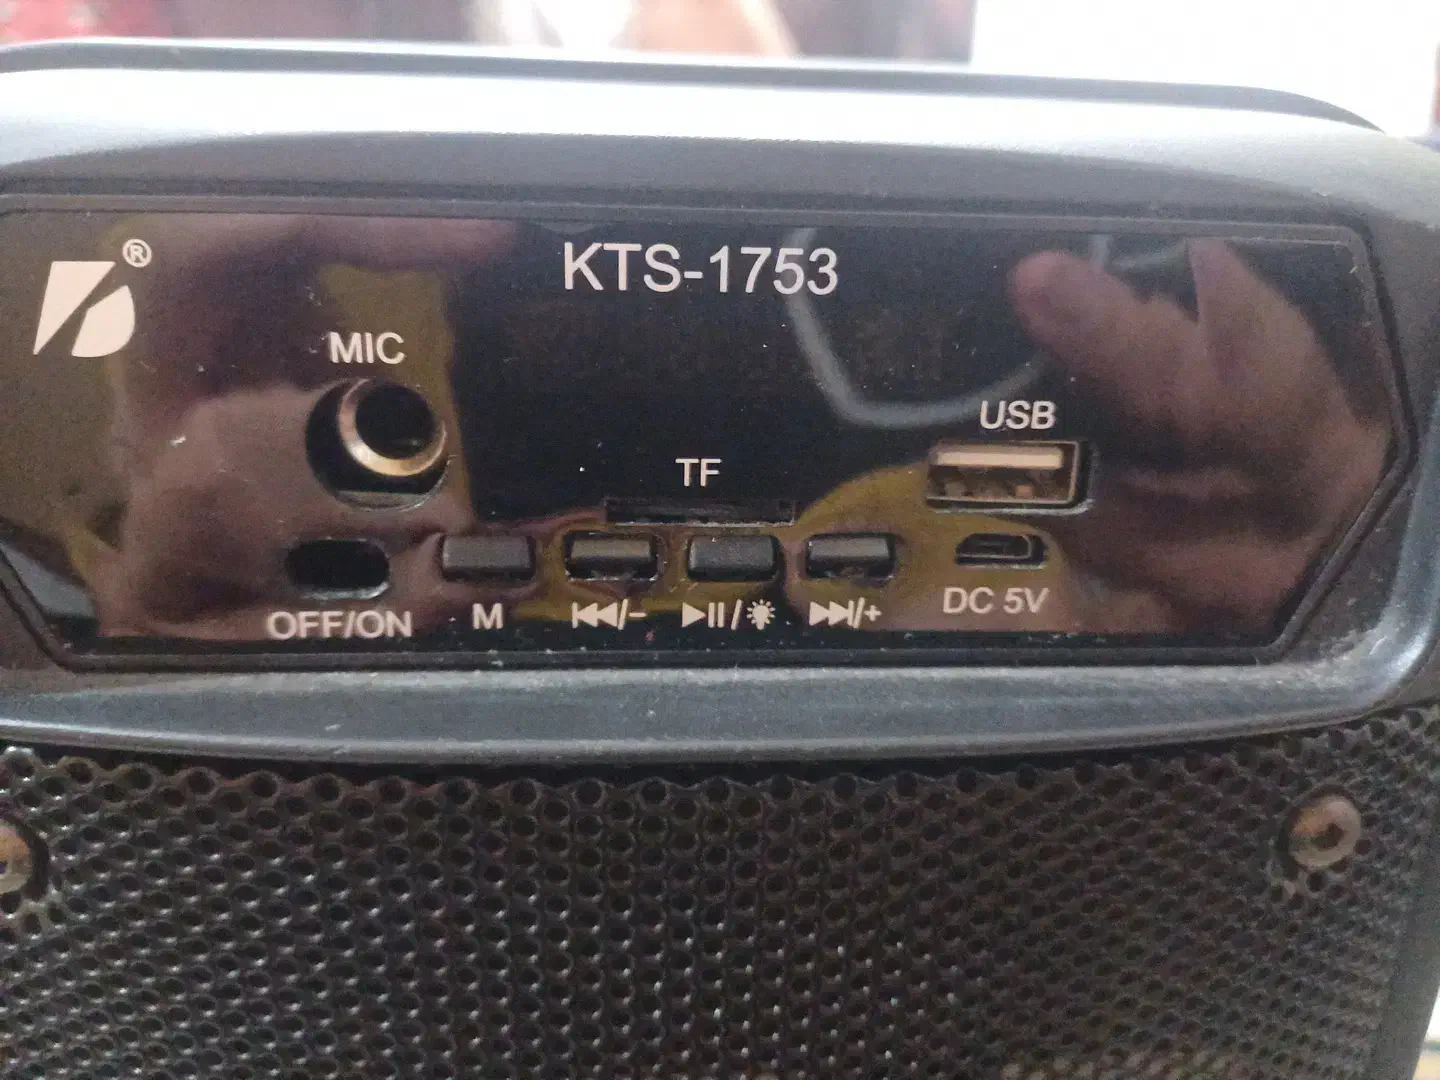 ®
KTS-1753
MIC
USB
TF
OFF/ON
M
⏮/−
⏯/💡
⏭/+
DC 5V